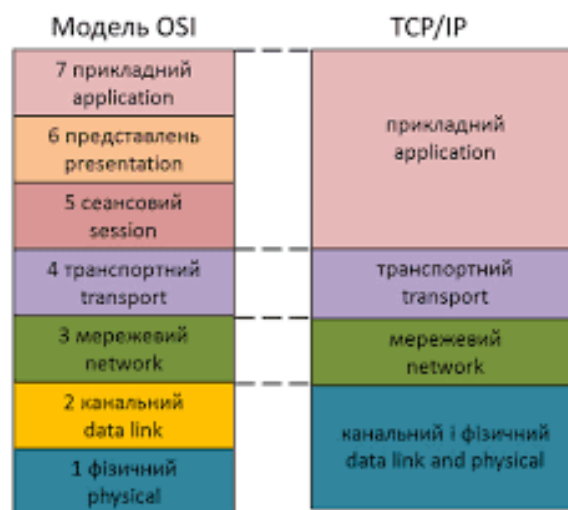 Модель OSI
TCP/IP
7 прикладний
application
6 представлень
presentation
5 сеансовий
session
4 транспортний
transport
3 мережевий
network
2 канальний
data link
1 фізичний
physical
прикладний
application
транспортний
transport
мережевий
network
канальний і фізичний
data link and physical